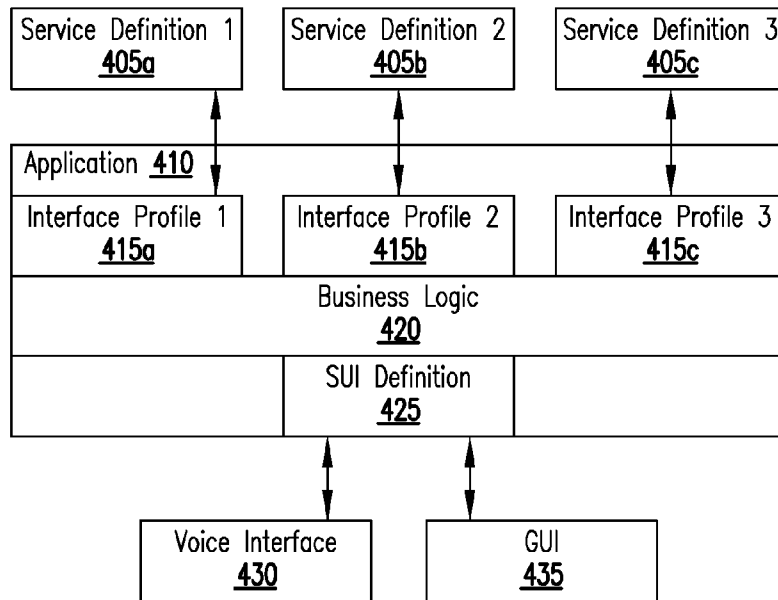 Service Definition 1
405a
Service Definition 2
405b
Service Definition 3
405c
Application 410
Interface Profile 1
415a
Interface Profile 2
415b
Interface Profile 3
415c
Business Logic
420
SUI Definition
425
Voice Interface
430
GUI
435